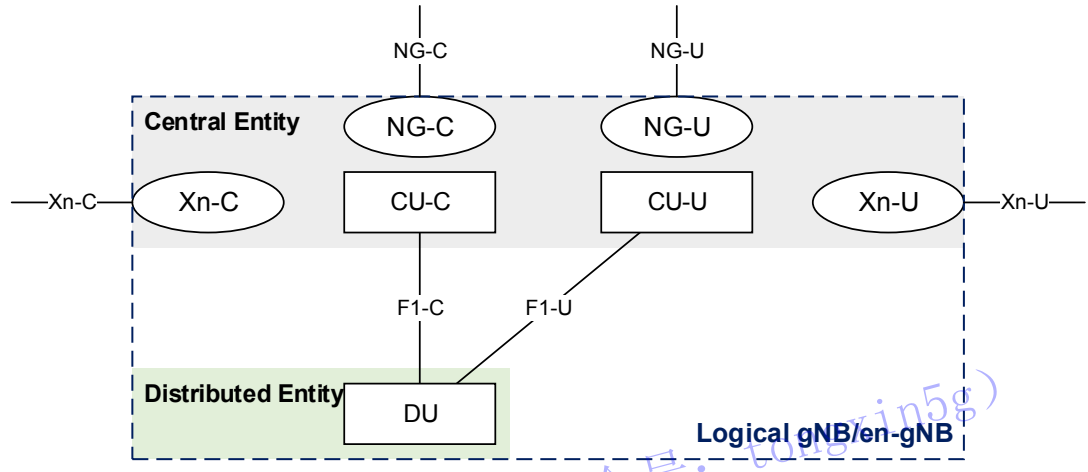 NG-C
NG-U
Central Entity
NG-C
NG-U
Xn-C
Xn-C
CU-C
CU-U
Xn-U
Xn-U
F1-C
F1-U
Distributed Entity
DU
Logical gNB/en-gNB
号: tongxin5g)